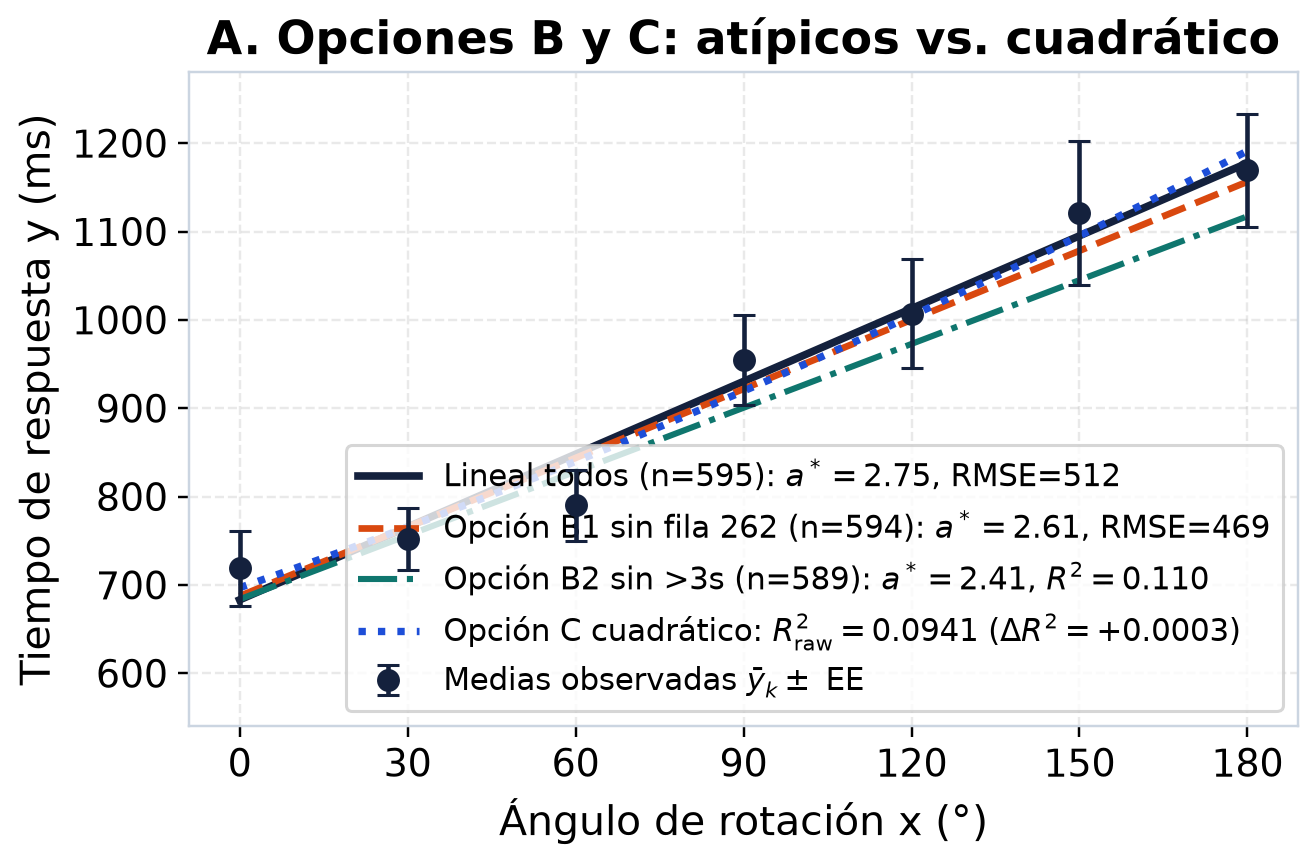 A. Opciones B y C: atípicos vs. cuadrático
Tiempo de respuesta y (ms)
1200
1100
1000
900
800
700
600
Lineal todos (n=595): a* = 2.75, RMSE=512
Opción B1 sin fila 262 (n=594): a* = 2.61, RMSE=469
Opción B2 sin >3s (n=589): a* = 2.41, R² = 0.110
Opción C cuadrático: R²raw = 0.0941 (ΔR² = +0.0003)
Medias observadas ȳk ± EE
0 30 60 90 120 150 180
Ángulo de rotación x (°)